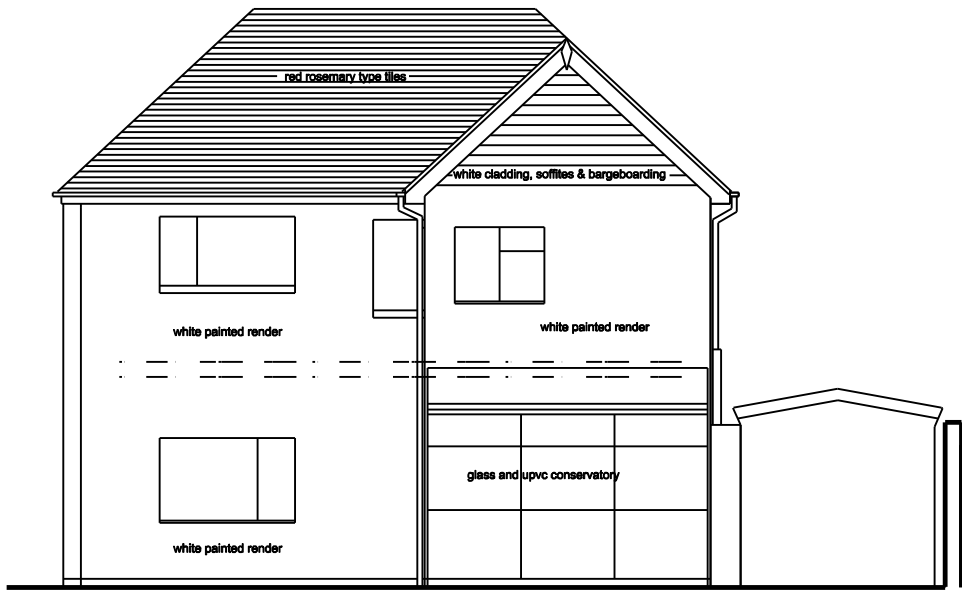 red rosemary type tiles
white cladding, soffites & bargeboarding
white painted render
white painted render
glass and upvc conservatory
white painted render